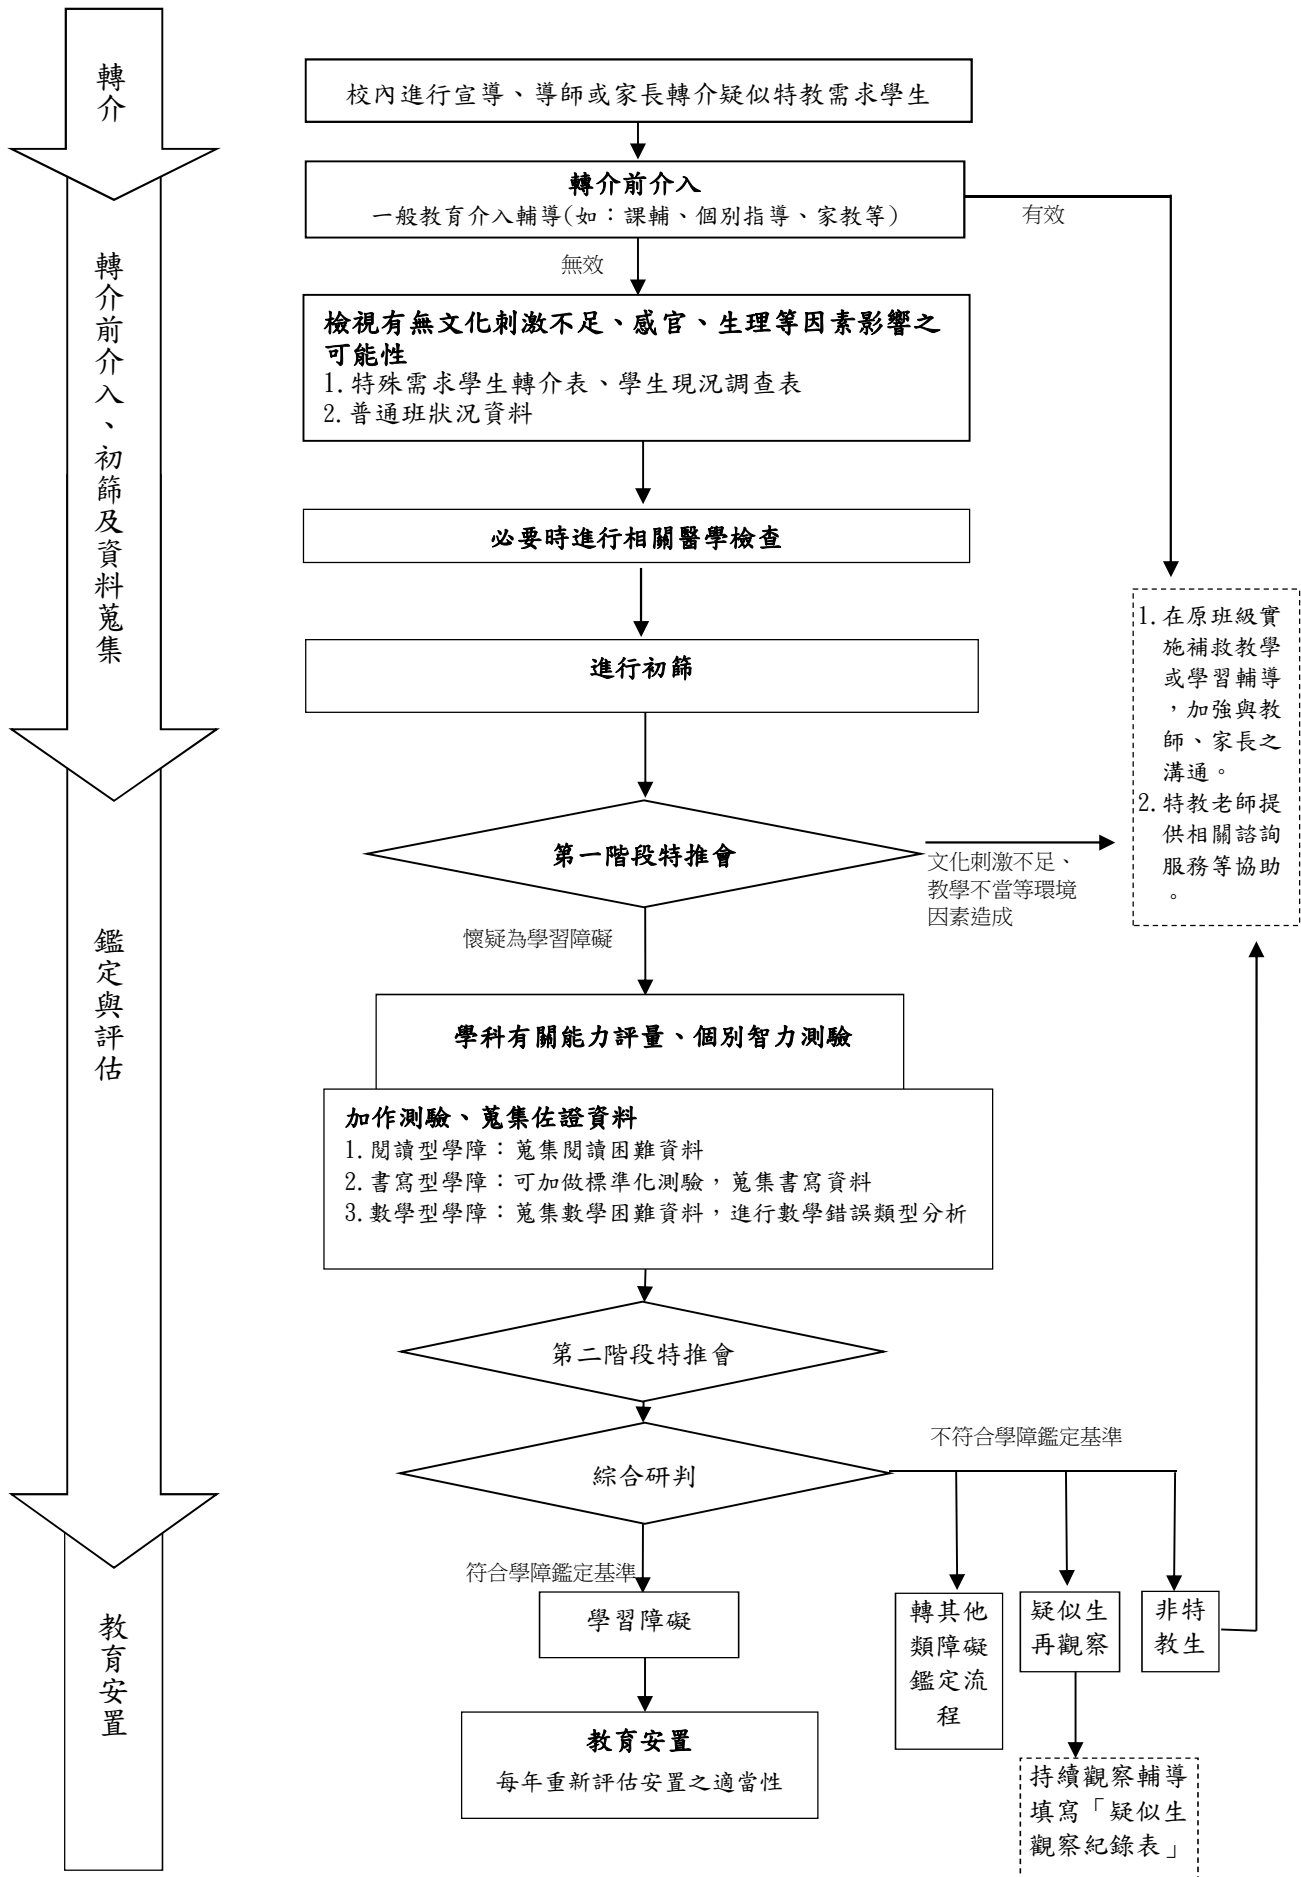 轉介
校內進行宣導、導師或家長轉介疑似特教需求學生
轉介前介入
一般教育介入輔導(如：課輔、個別指導、家教等)
有效
無效
轉介前介入、初篩及資料蒐集
檢視有無文化刺激不足、感官、生理等因素影響之
可能性
1.特殊需求學生轉介表、學生現況調查表
2.普通班狀況資料
必要時進行相關醫學檢查
進行初篩
1.在原班級實
施補救教學
或學習輔導
，加強與教
師、家長之
溝通。
2.特教老師提
供相關諮詢
服務等協助
。
第一階段特推會
文化刺激不足、
教學不當等環境
因素造成
懷疑為學習障礙
鑑定與評估
學科有關能力評量、個別智力測驗
加作測驗、蒐集佐證資料
1.閱讀型學障：蒐集閱讀困難資料
2.書寫型學障：可加做標準化測驗，蒐集書寫資料
3.數學型學障：蒐集數學困難資料，進行數學錯誤類型分析
第二階段特推會
綜合研判
不符合學障鑑定基準
符合學障鑑定基準
學習障礙
轉其他
類障礙
鑑定流
程
疑似生
再觀察
非特
教生
教育安置
教育安置
每年重新評估安置之適當性
持續觀察輔導
填寫「疑似生
觀察紀錄表」